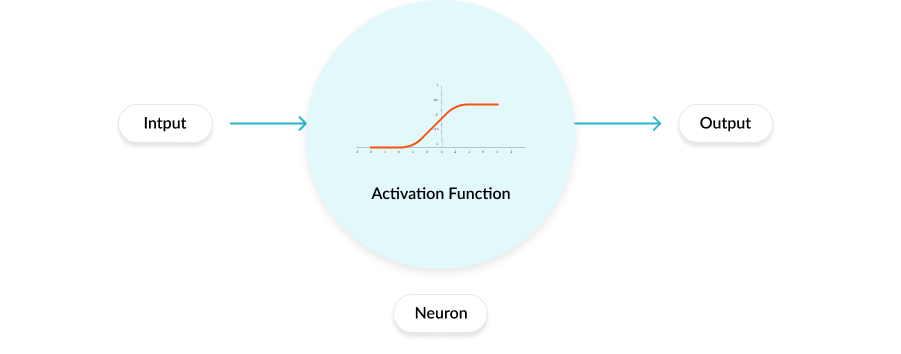 Intput
Output
Activation Function
Neuron